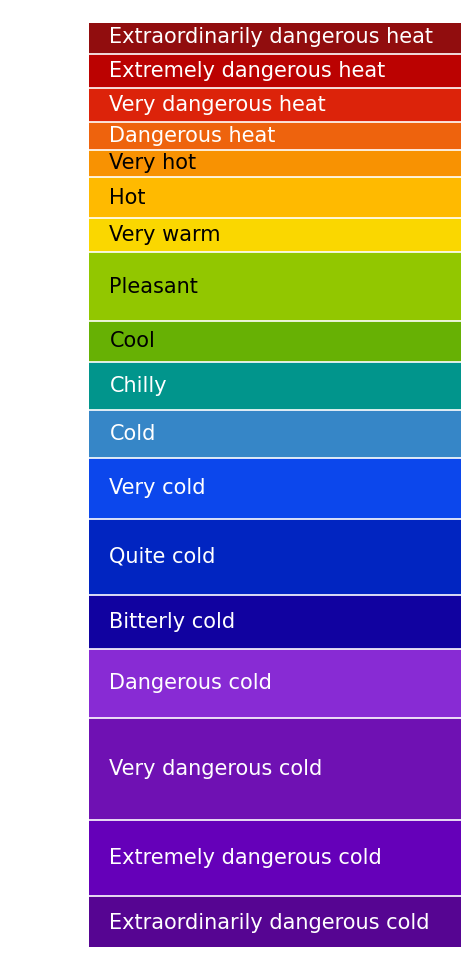 Extraordinarily dangerous heat
Extremely dangerous heat
Very dangerous heat
Dangerous heat
Very hot
Hot
Very warm
Pleasant
Cool
Chilly
Cold
Very cold
Quite cold
Bitterly cold
Dangerous cold
Very dangerous cold
Extremely dangerous cold
Extraordinarily dangerous cold